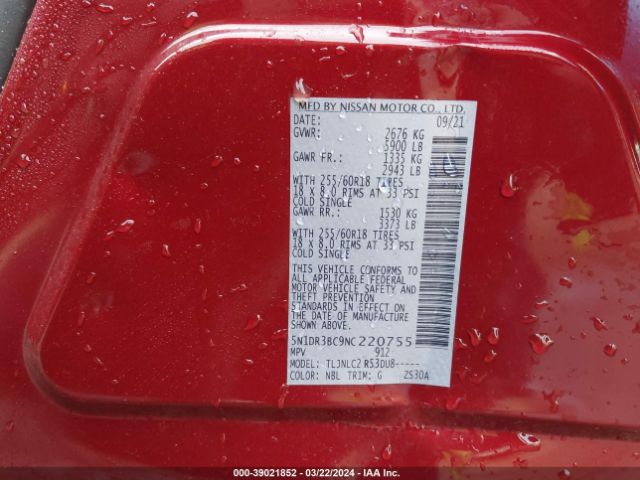 MFD BY NISSAN MOTOR CO., LTD.
DATE: 09/21
GVWR: 2676 KG
5900 LB
GAWR FR.: 1335 KG
2943 LB
WITH 255/60R18 TIRES
18 X 8.0 RIMS AT 33 PSI
COLD SINGLE
GAWR RR.: 1530 KG
3373 LB
WITH 255/60R18 TIRES
18 X 8.0 RIMS AT 33 PSI
COLD SINGLE
THIS VEHICLE CONFORMS TO
ALL APPLICABLE FEDERAL
MOTOR VEHICLE SAFETY AND
THEFT PREVENTION
STANDARDS IN EFFECT ON
THE DATE OF MANUFACTURE
SHOWN ABOVE.
5N1DR3BC9NC220755
MPV 912
MODEL: TLJNLC2 R53DU8-----
COLOR: NBL TRIM: G ZS30A
000-39021852 - 03/22/2024 - IAA Inc.